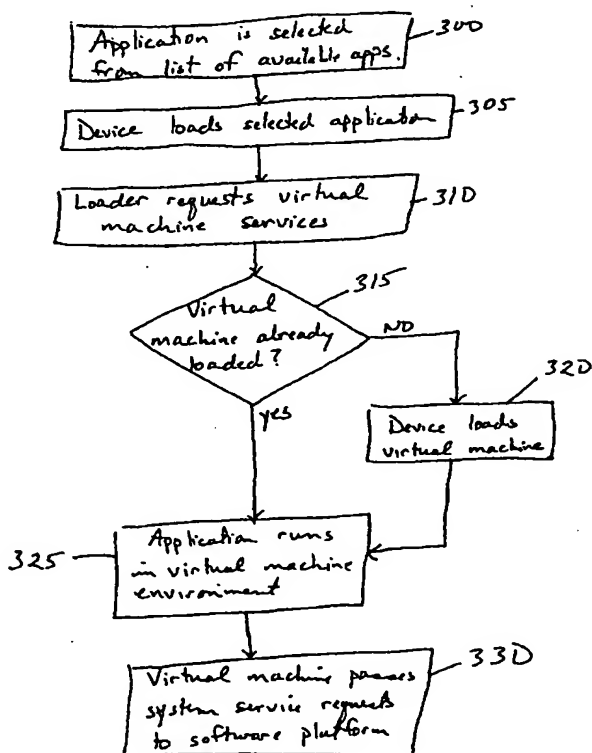 Application is
from list of available apps.
selected
300
Device loads selected application
305
Loader requests virtual
machine services
310
Virtual
machine already
loaded?
315
NO
yes
320
Device loads
virtual machine
Application runs
in virtual machine
environment
325
Virtual machine passes
system service requests
to software platform
330